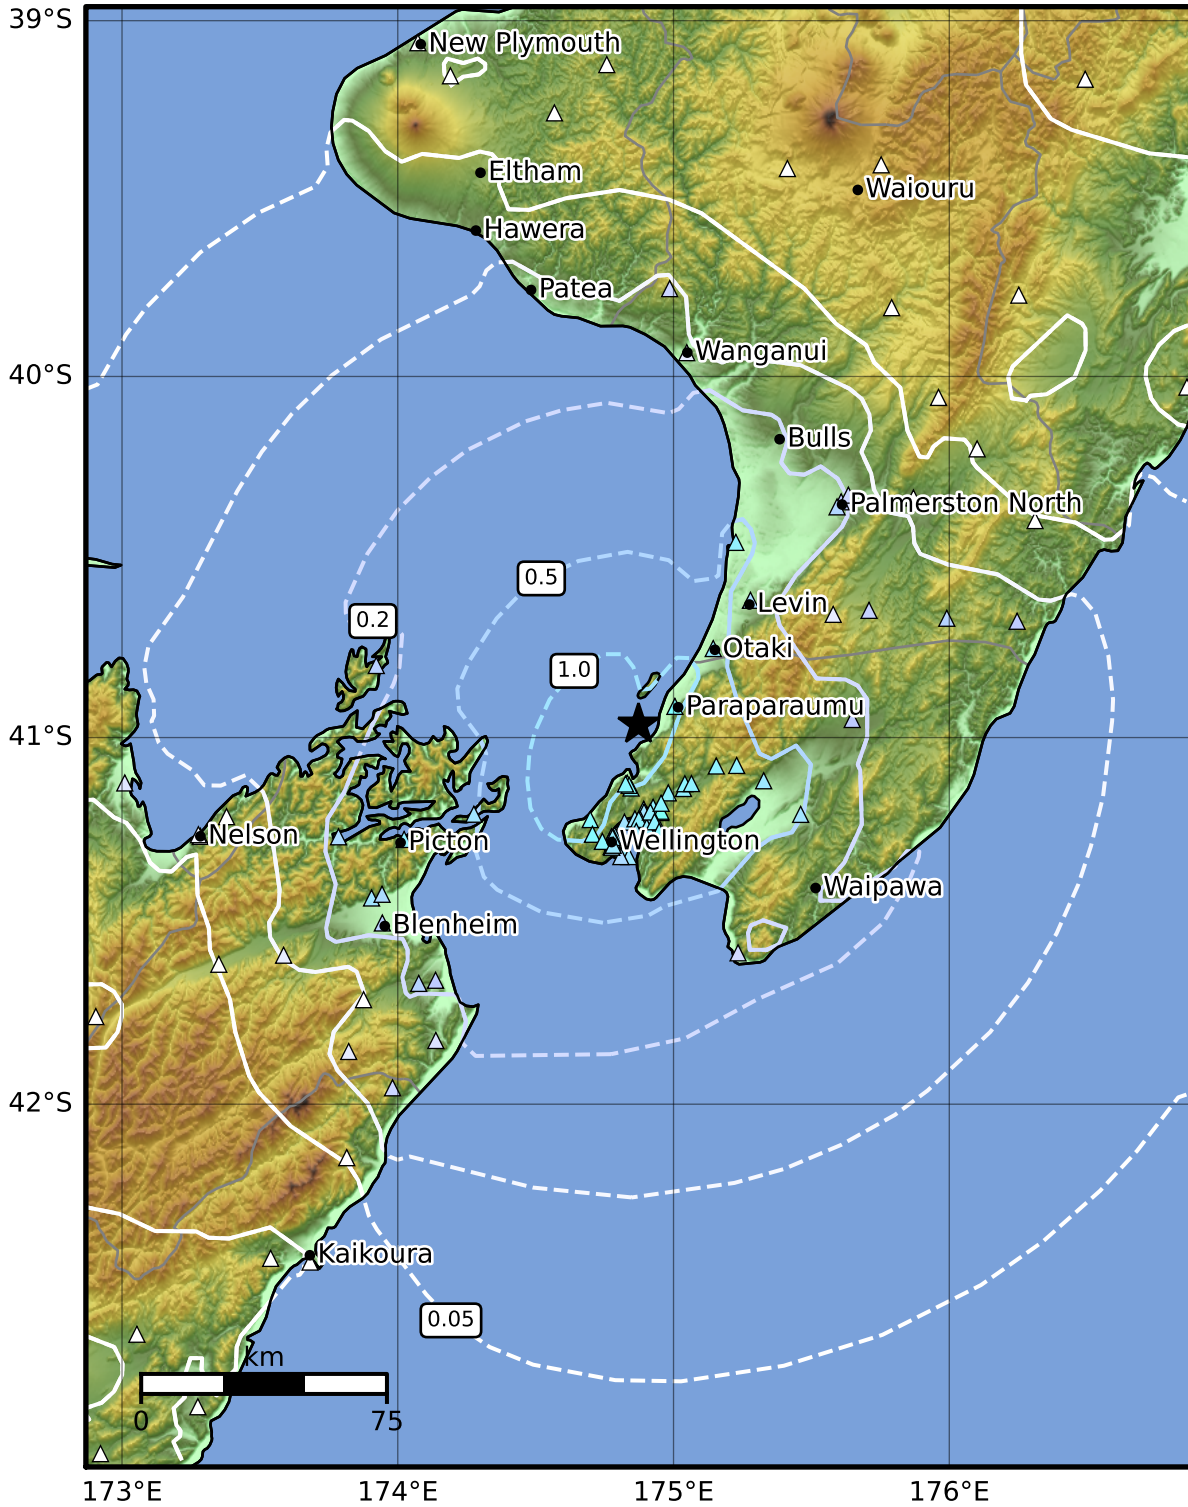 39°S
New Plymouth
Eltham
Waiouru
Hawera
Patea
Wanganui
40°S
Bulls
Palmerston North
0.5
Levin
0.2
Otaki
1.0
Paraparaumu
41°S
Nelson
Picton
Wellington
Waipawa
Blenheim
42°S
Kaikoura
0.05
km
0
75
173°E
174°E
175°E
176°E